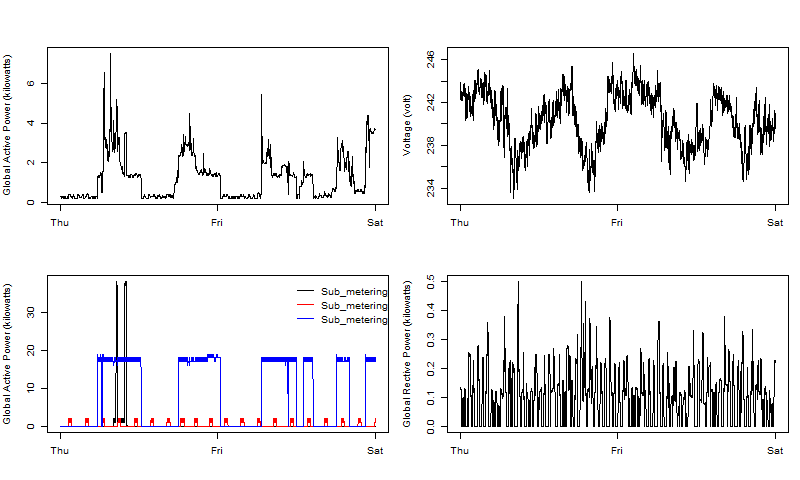 Global Active Power (kilowatts)
0 2 4 6
Thu Fri Sat
Voltage (volt)
234 238 242 246
Thu Fri Sat
Global Active Power (kilowatts)
0 10 20 30
Sub_metering
Sub_metering
Sub_metering
Thu Fri Sat
Global Rective Power (kilowatts)
0.0 0.1 0.2 0.3 0.4 0.5
Thu Fri Sat